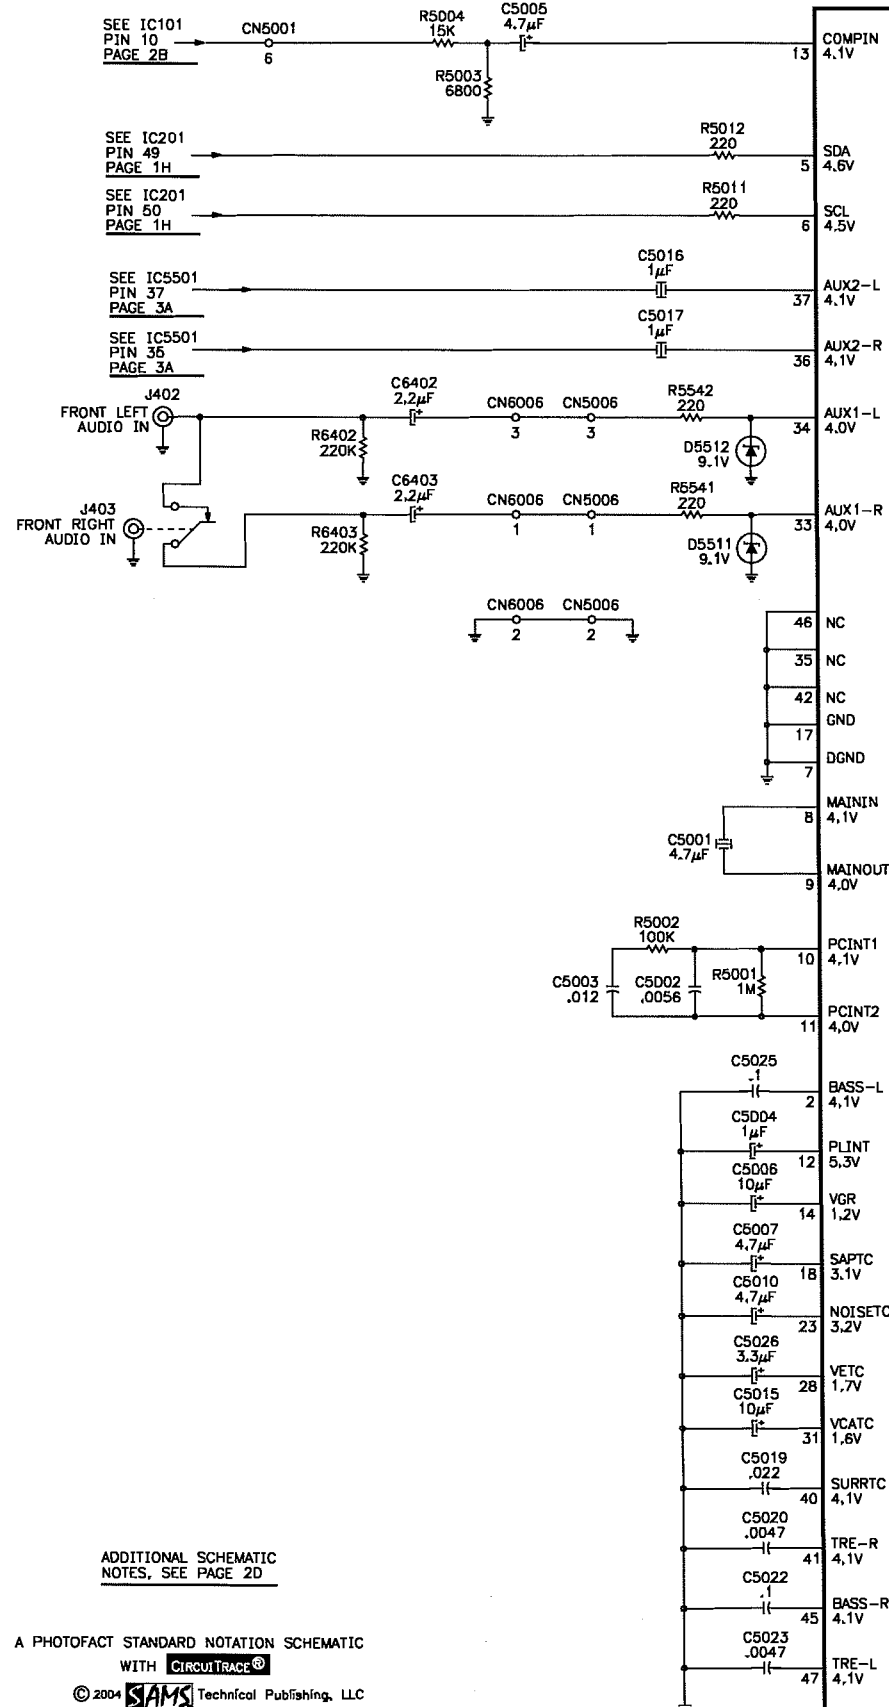 SEE IC101
PIN 10
PAGE 2B
CN5001
6
R5004
15K
C5005
4.7µF
+
R5003
6800
13
COMPIN
4.1V
SEE IC201
PIN 49
PAGE 1H
R5012
220
5
SDA
4.6V
SEE IC201
PIN 50
PAGE 1H
R5011
220
6
SCL
4.5V
SEE IC5501
PIN 37
PAGE 3A
C5016
1µF
37
AUX2-L
4.1V
SEE IC5501
PIN 35
PAGE 3A
C5017
1µF
36
AUX2-R
4.1V
J402
FRONT LEFT
AUDIO IN
R6402
220K
C6402
2.2µF
+
CN6006
3
CN5006
3
R5542
220
D5512
9.1V
34
AUX1-L
4.0V
J403
FRONT RIGHT
AUDIO IN
R6403
220K
C6403
2.2µF
+
CN6006
1
CN5006
1
R5541
220
D5511
9.1V
33
AUX1-R
4.0V
CN6006
2
CN5006
2
46
NC
35
NC
42
NC
GND
17
DGND
7
MAININ
8
4.1V
C5001
4.7µF
MAINOUT
9
4.0V
R5002
100K
C5003
.012
C5D02
.0056
R5001
1M
PCINT1
10
4.1V
PCINT2
11
4.0V
C5025
.1
BASS-L
2
4.1V
C5D04
1µF
+
PLINT
12
5.3V
C5006
10µF
+
VGR
14
1.2V
C5007
4.7µF
+
SAPTC
18
3.1V
C5010
4.7µF
+
NOISETC
23
3.2V
C5026
3.3µF
+
VETC
28
1.7V
C5015
10µF
+
VCATC
31
1.6V
C5019
.022
SURRTC
40
4.1V
C5020
.0047
TRE-R
41
4.1V
C5022
.1
BASS-R
45
4.1V
C5023
.0047
TRE-L
47
4.1V
ADDITIONAL SCHEMATIC
NOTES, SEE PAGE 2D
A PHOTOFACT STANDARD NOTATION SCHEMATIC
WITH CIRCUITRACE®
© 2004 SAMS Technical Publishing, LLC